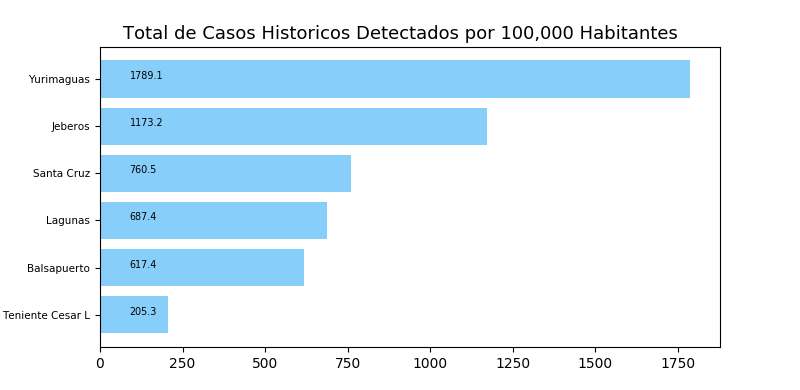 Total de Casos Historicos Detectados por 100,000 Habitantes
Yurimaguas 1789.1
Jeberos 1173.2
Santa Cruz 760.5
Lagunas 687.4
Balsapuerto 617.4
Teniente Cesar L 205.3
0 250 500 750 1000 1250 1500 1750